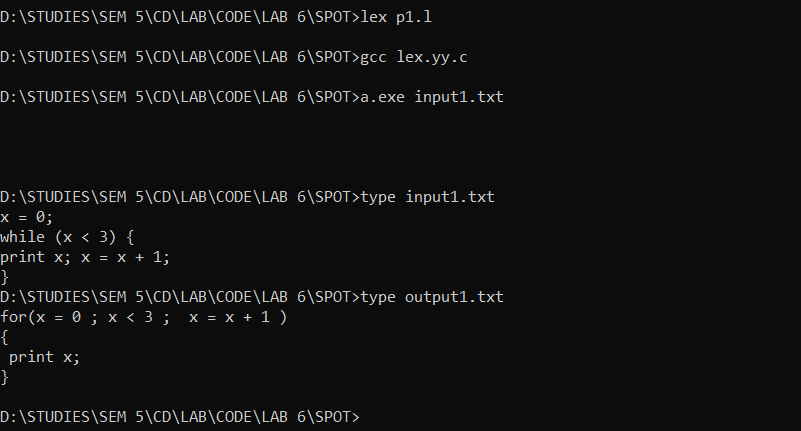 D:\STUDIES\SEM 5\CD\LAB\CODE\LAB 6\SPOT>lex p1.l
D:\STUDIES\SEM 5\CD\LAB\CODE\LAB 6\SPOT>gcc lex.yy.c
D:\STUDIES\SEM 5\CD\LAB\CODE\LAB 6\SPOT>a.exe input1.txt
D:\STUDIES\SEM 5\CD\LAB\CODE\LAB 6\SPOT>type input1.txt
x = 0;
while (x < 3) {
print x; x = x + 1;
}
D:\STUDIES\SEM 5\CD\LAB\CODE\LAB 6\SPOT>type output1.txt
for(x = 0 ; x < 3 ;  x = x + 1 )
{
 print x;
}
D:\STUDIES\SEM 5\CD\LAB\CODE\LAB 6\SPOT>